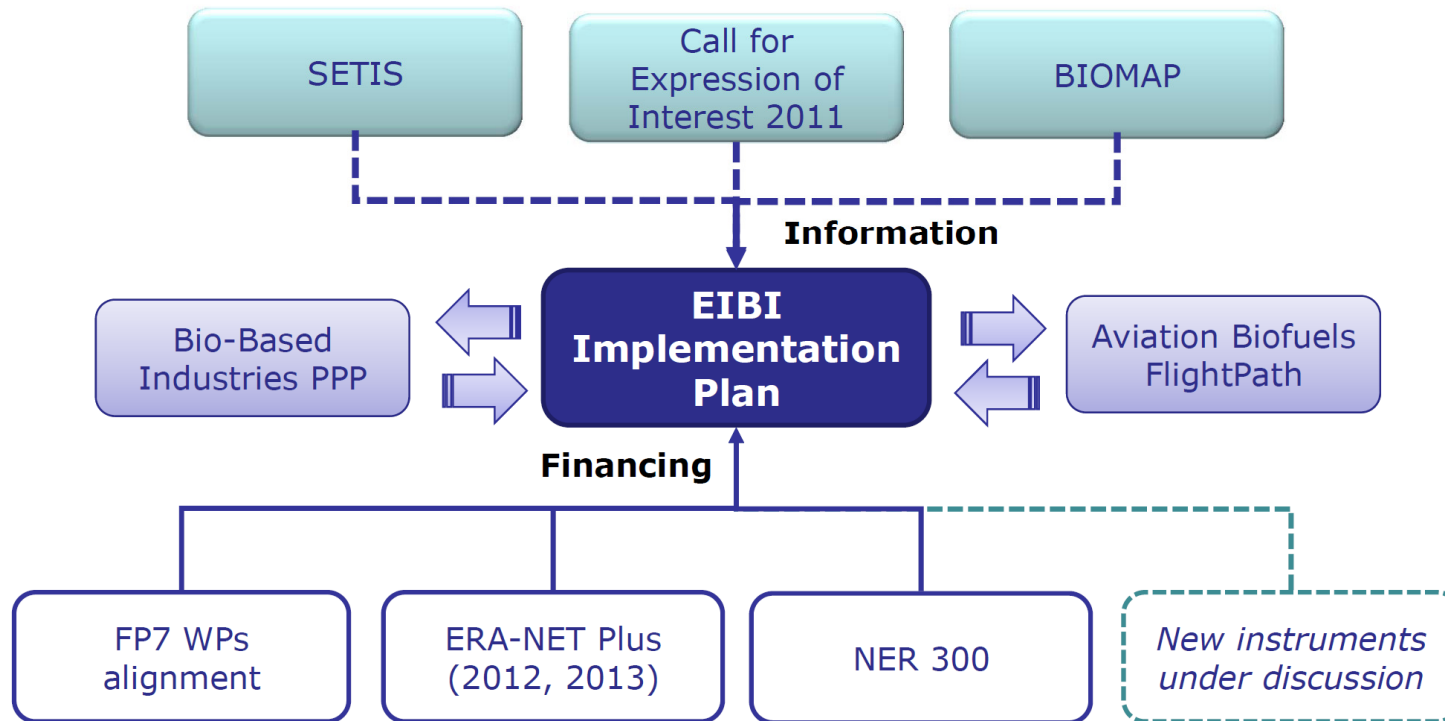 SETIS
Call for
Expression of
Interest 2011
BIOMAP
Information
Bio-Based
Industries PPP
EIBI
Implementation
Plan
Aviation Biofuels
FlightPath
Financing
FP7 WPs
alignment
ERA-NET Plus
(2012, 2013)
NER 300
New instruments
under discussion